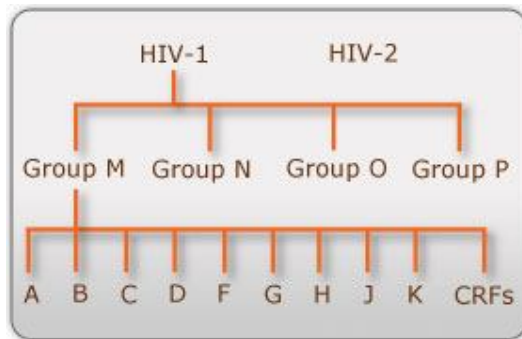 HIV-1 HIV-2
Group M Group N Group O Group P
A B C D F G H J K CRFs